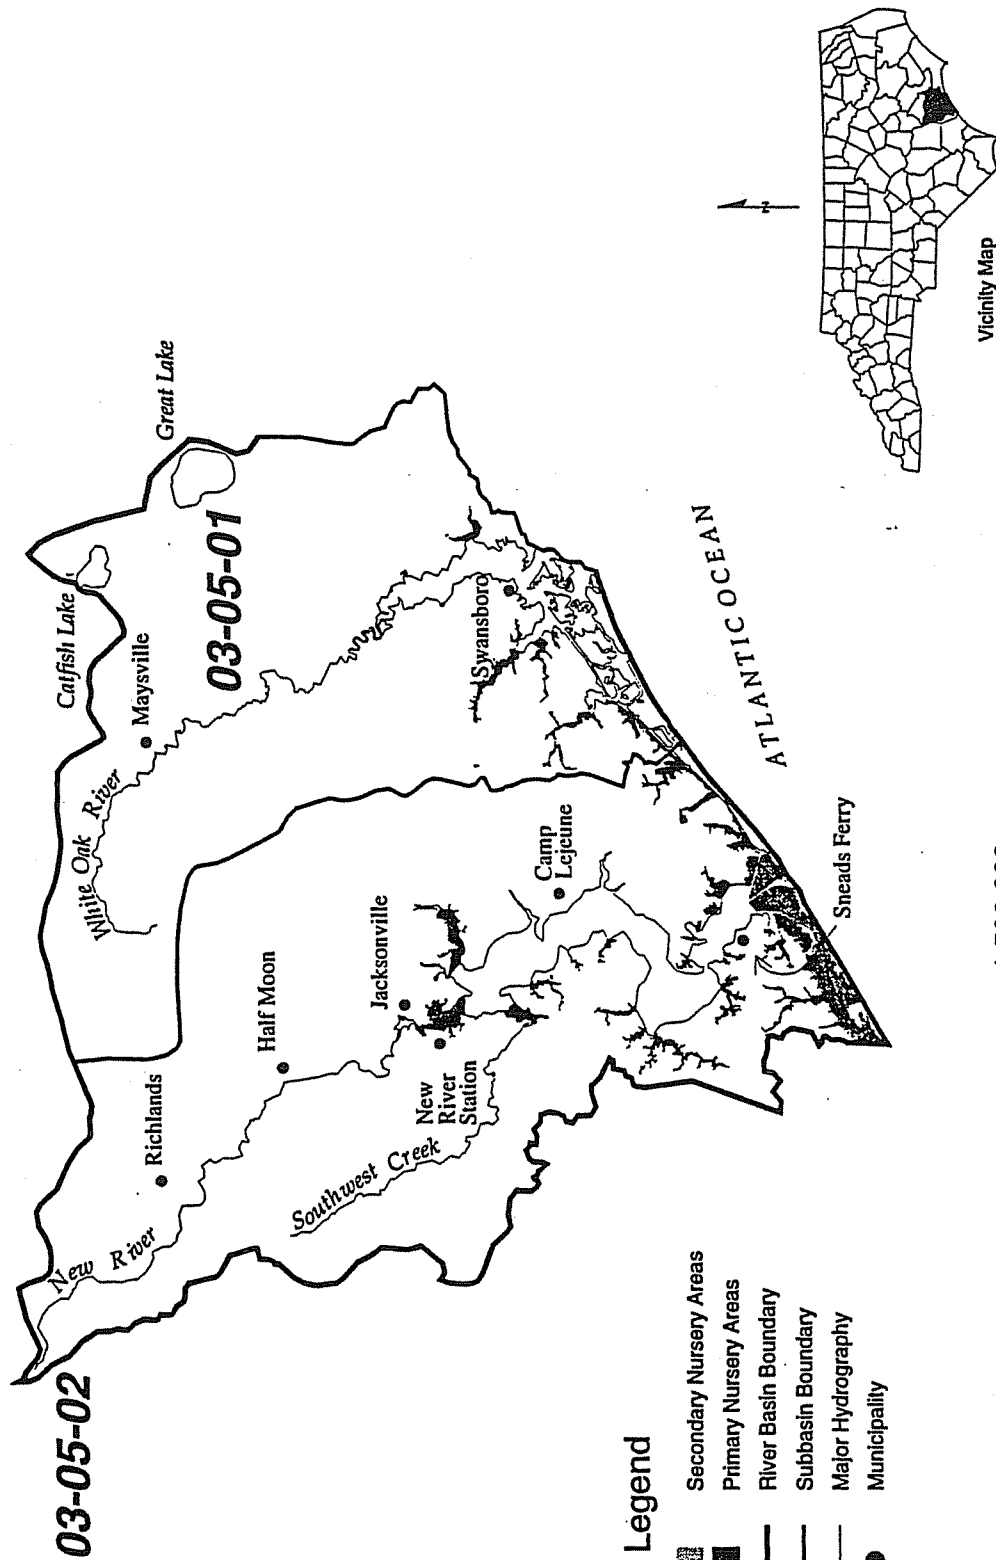 03-05-02
New River
Richlands
Half Moon
White Oak River
Maysville
Catfish Lake
Great Lake
03-05-01
Southwest Creek
New
River
Station
Jacksonville
Camp
Lejeune
Swansboro
Sneads Ferry
ATLANTIC OCEAN
Legend
Secondary Nursery Areas
Primary Nursery Areas
River Basin Boundary
Subbasin Boundary
Major Hydrography
Municipality
N
Vicinity Map